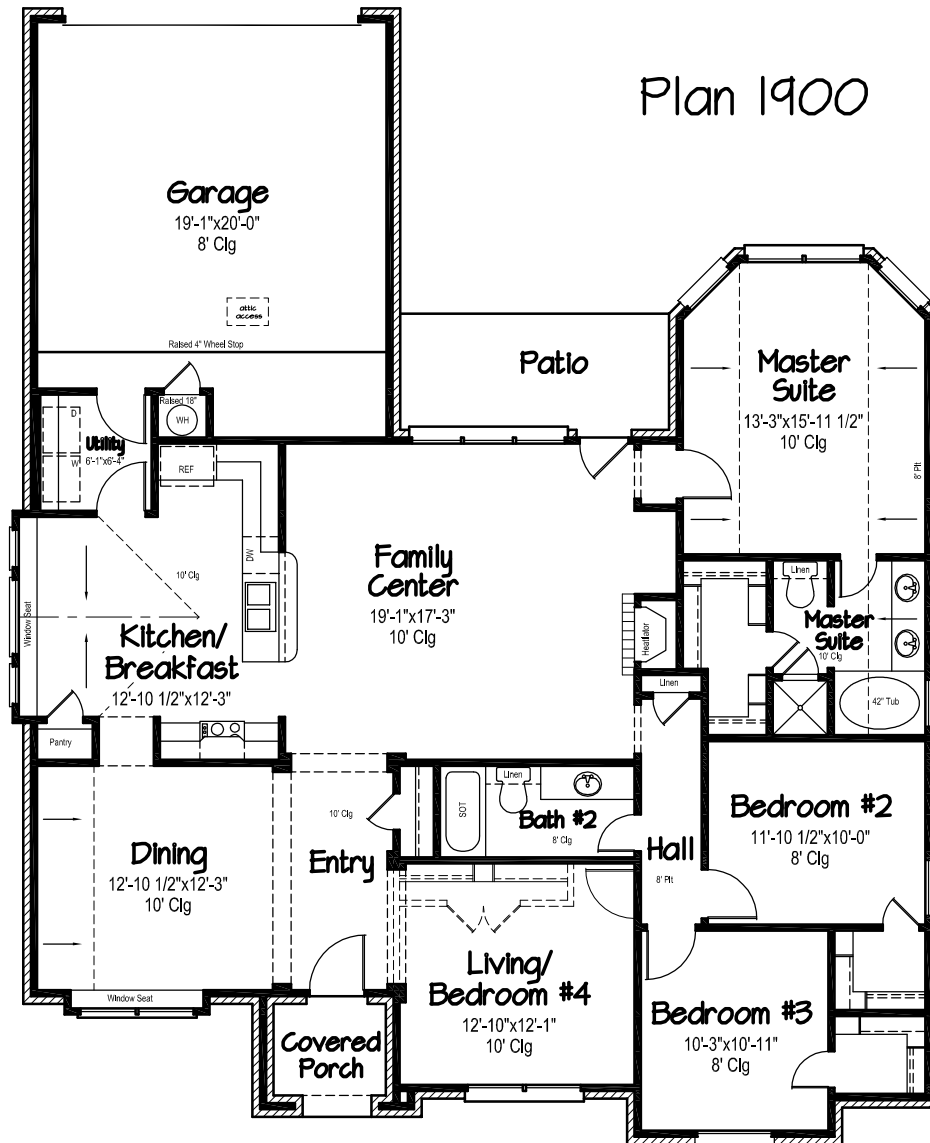 Plan 1900
Garage
19'-1"x20'-0"
8' Clg
attic
access
Raised 4" Wheel Stop
Patio
Master
Suite
13'-3"x15'-11 1/2"
10' Clg
8' Plt
Raised 18"
WH
D
Utility
6'-1"x6'-4"
W
REF
DW
10' Clg
Window Seat
Kitchen/
Breakfast
12'-10 1/2"x12'-3"
Family
Center
19'-1"x17'-3"
10' Clg
Heatilator
Linen
Master
Suite
10' Clg
42" Tub
Linen
Pantry
Dining
12'-10 1/2"x12'-3"
10' Clg
Window Seat
10' Clg
Entry
SOT
Linen
Bath #2
8' Clg
Hall
8' Plt
Bedroom #2
11'-10 1/2"x10'-0"
8' Clg
Living/
Bedroom #4
12'-10"x12'-1"
10' Clg
Bedroom #3
10'-3"x10'-11"
8' Clg
Covered
Porch